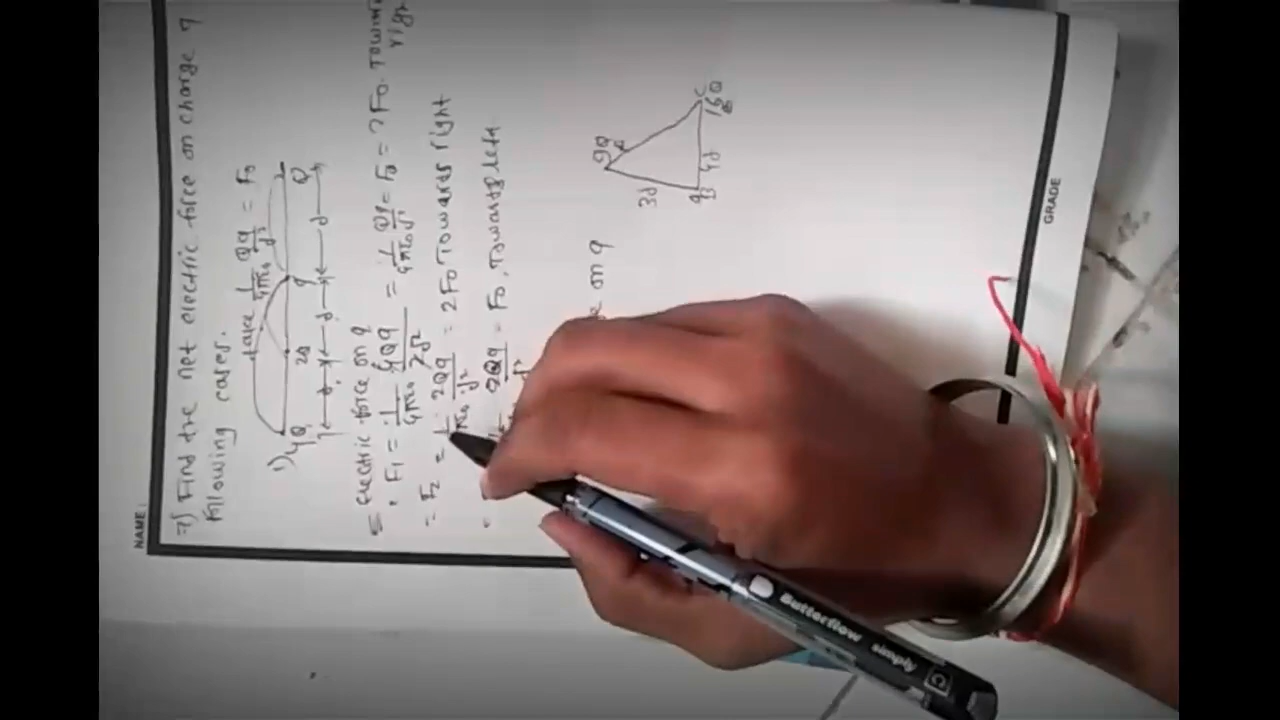 NAME:
7) Find the net electric force on charge q
following cases.
take 1/4πε₀ Qq/d² = F₀
1) 4Q 2Q q Q
d d d
= electric force on q
F₁ = 1/4πε₀ 4Qq/2d² = 1/4πε₀ Qq/d² = F₀ = ? F₀. Towards right
= F₂ = 2Qq/d² = 2F₀ Towards right
= 2Qq = F₀, Towards left
on q
9Q A
3d
q B 4d C 16Q
GRADE
Butterflow simply